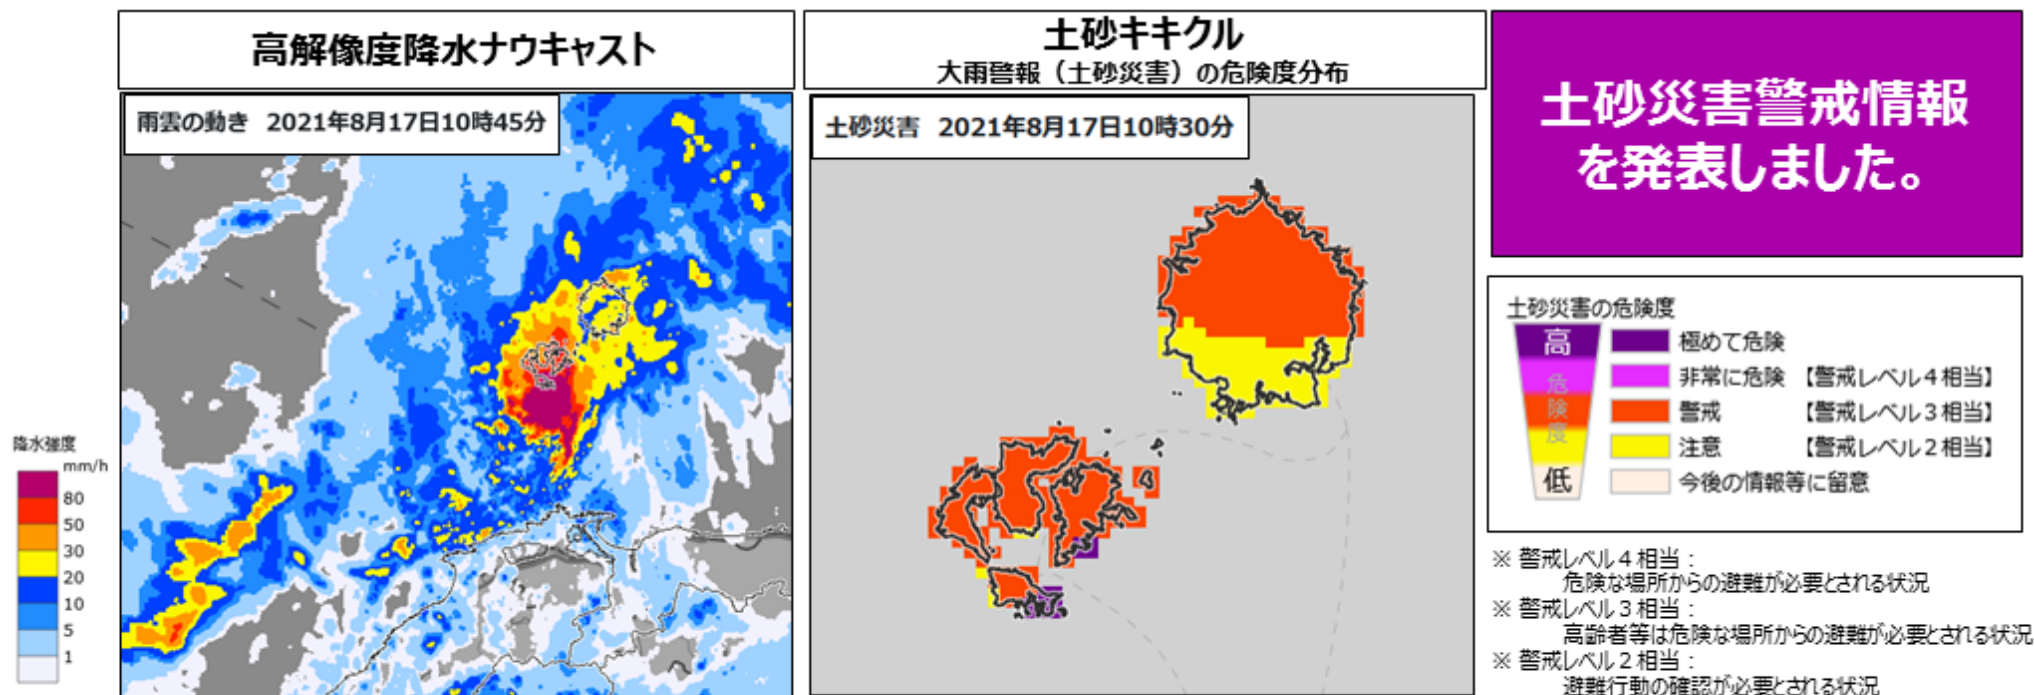 高解像度降水ナウキャスト
雨雲の動き 2021年8月17日10時45分
降水強度
mm/h
80
50
30
20
10
5
1
土砂キキクル
大雨警報（土砂災害）の危険度分布
土砂災害 2021年8月17日10時30分
土砂災害警戒情報
を発表しました。
土砂災害の危険度
高
危
険
度
低
極めて危険
非常に危険 【警戒レベル４相当】
警戒 【警戒レベル３相当】
注意 【警戒レベル２相当】
今後の情報等に留意
※ 警戒レベル４相当：
危険な場所からの避難が必要とされる状況
※ 警戒レベル３相当：
高齢者等は危険な場所からの避難が必要とされる状況
※ 警戒レベル２相当：
避難行動の確認が必要とされる状況